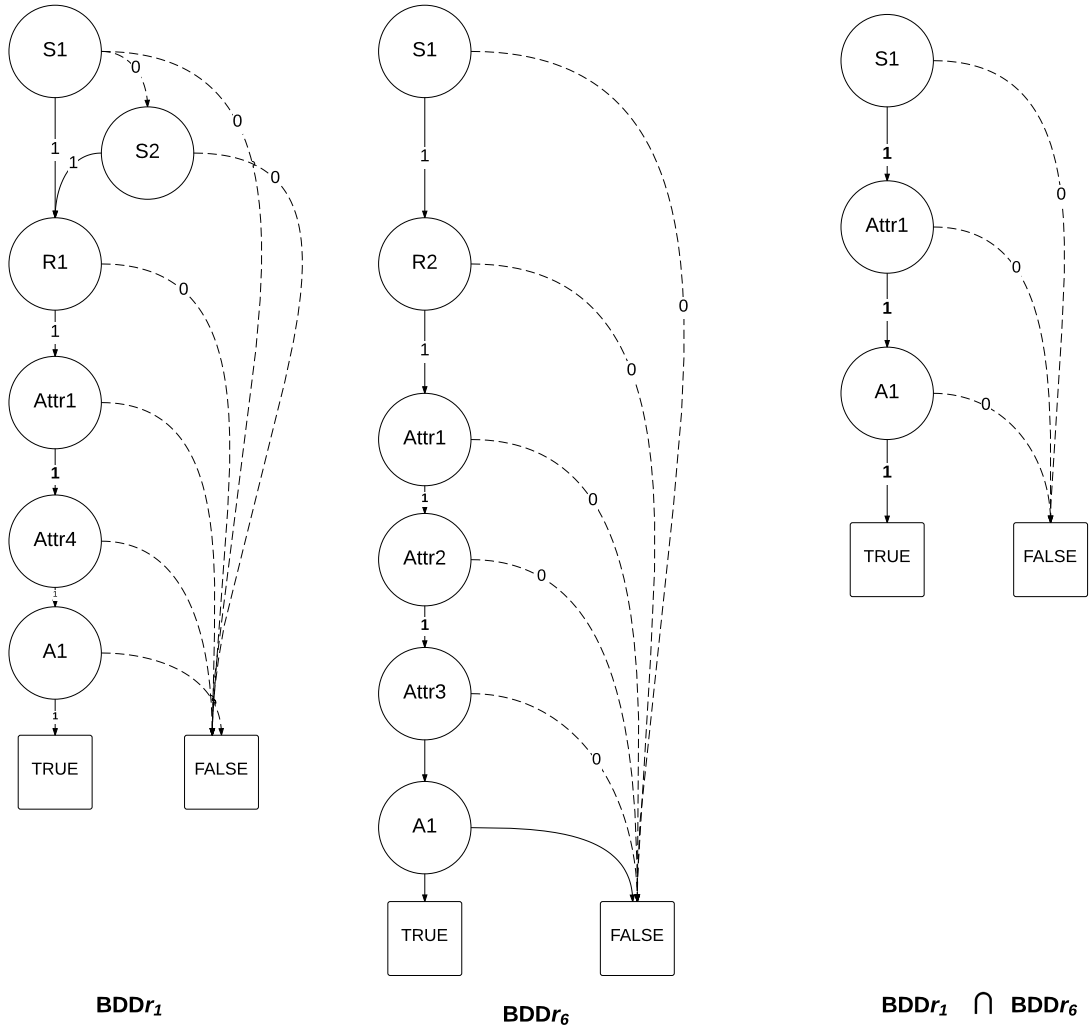 S1
0
0
1
S2
1
0
R1
0
1
Attr1
1
Attr4
1
A1
1
TRUE
FALSE
BDDr1
S1
1
0
R2
1
0
Attr1
0
1
Attr2
0
1
Attr3
0
A1
TRUE
FALSE
BDDr6
S1
1
0
Attr1
0
1
A1
0
1
TRUE
FALSE
BDDr1 ∩ BDDr6